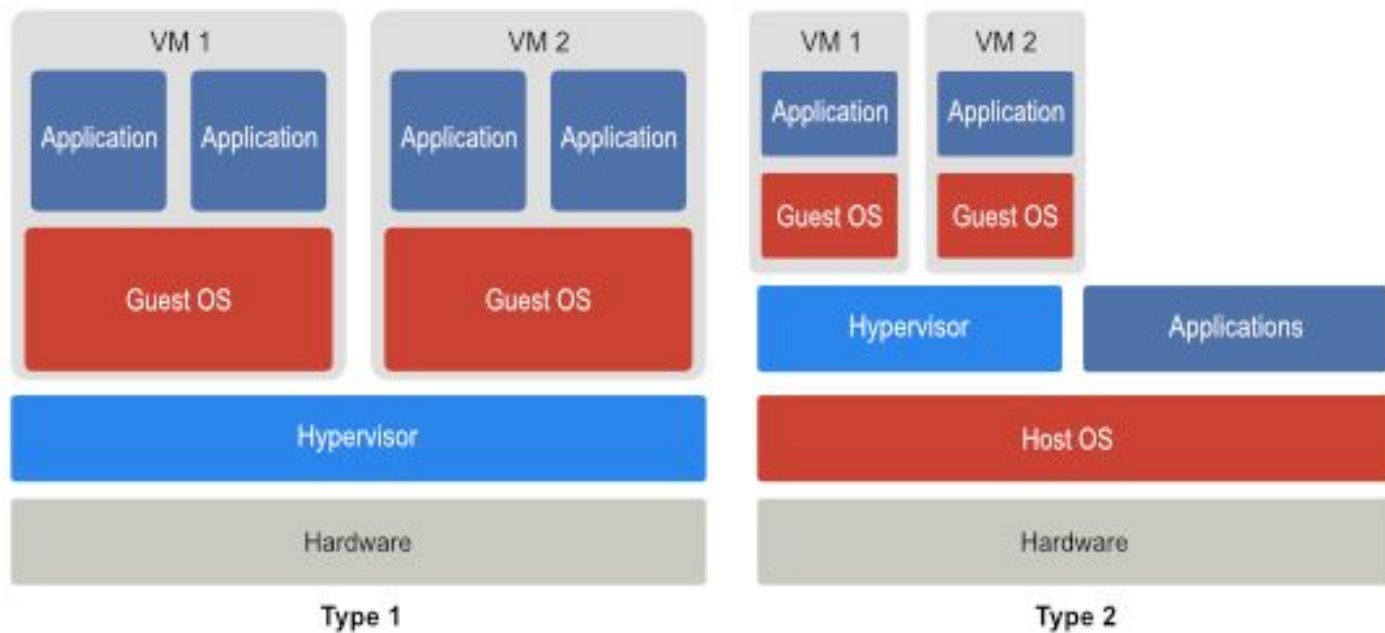 VM 1
VM 2
Application
Application
Application
Application
Guest OS
Guest OS
Hypervisor
Hardware
Type 1
VM 1
VM 2
Application
Application
Guest OS
Guest OS
Hypervisor
Applications
Host OS
Hardware
Type 2